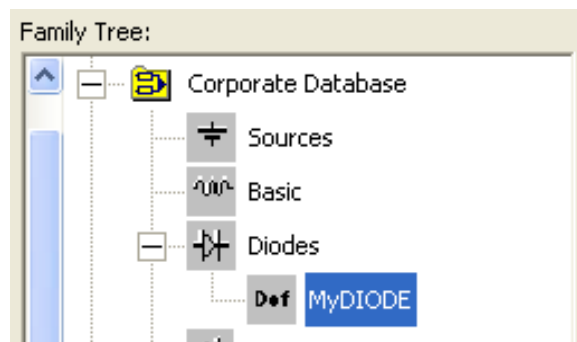 Family Tree:
Corporate Database
Sources
Basic
Diodes
Def MyDIODE